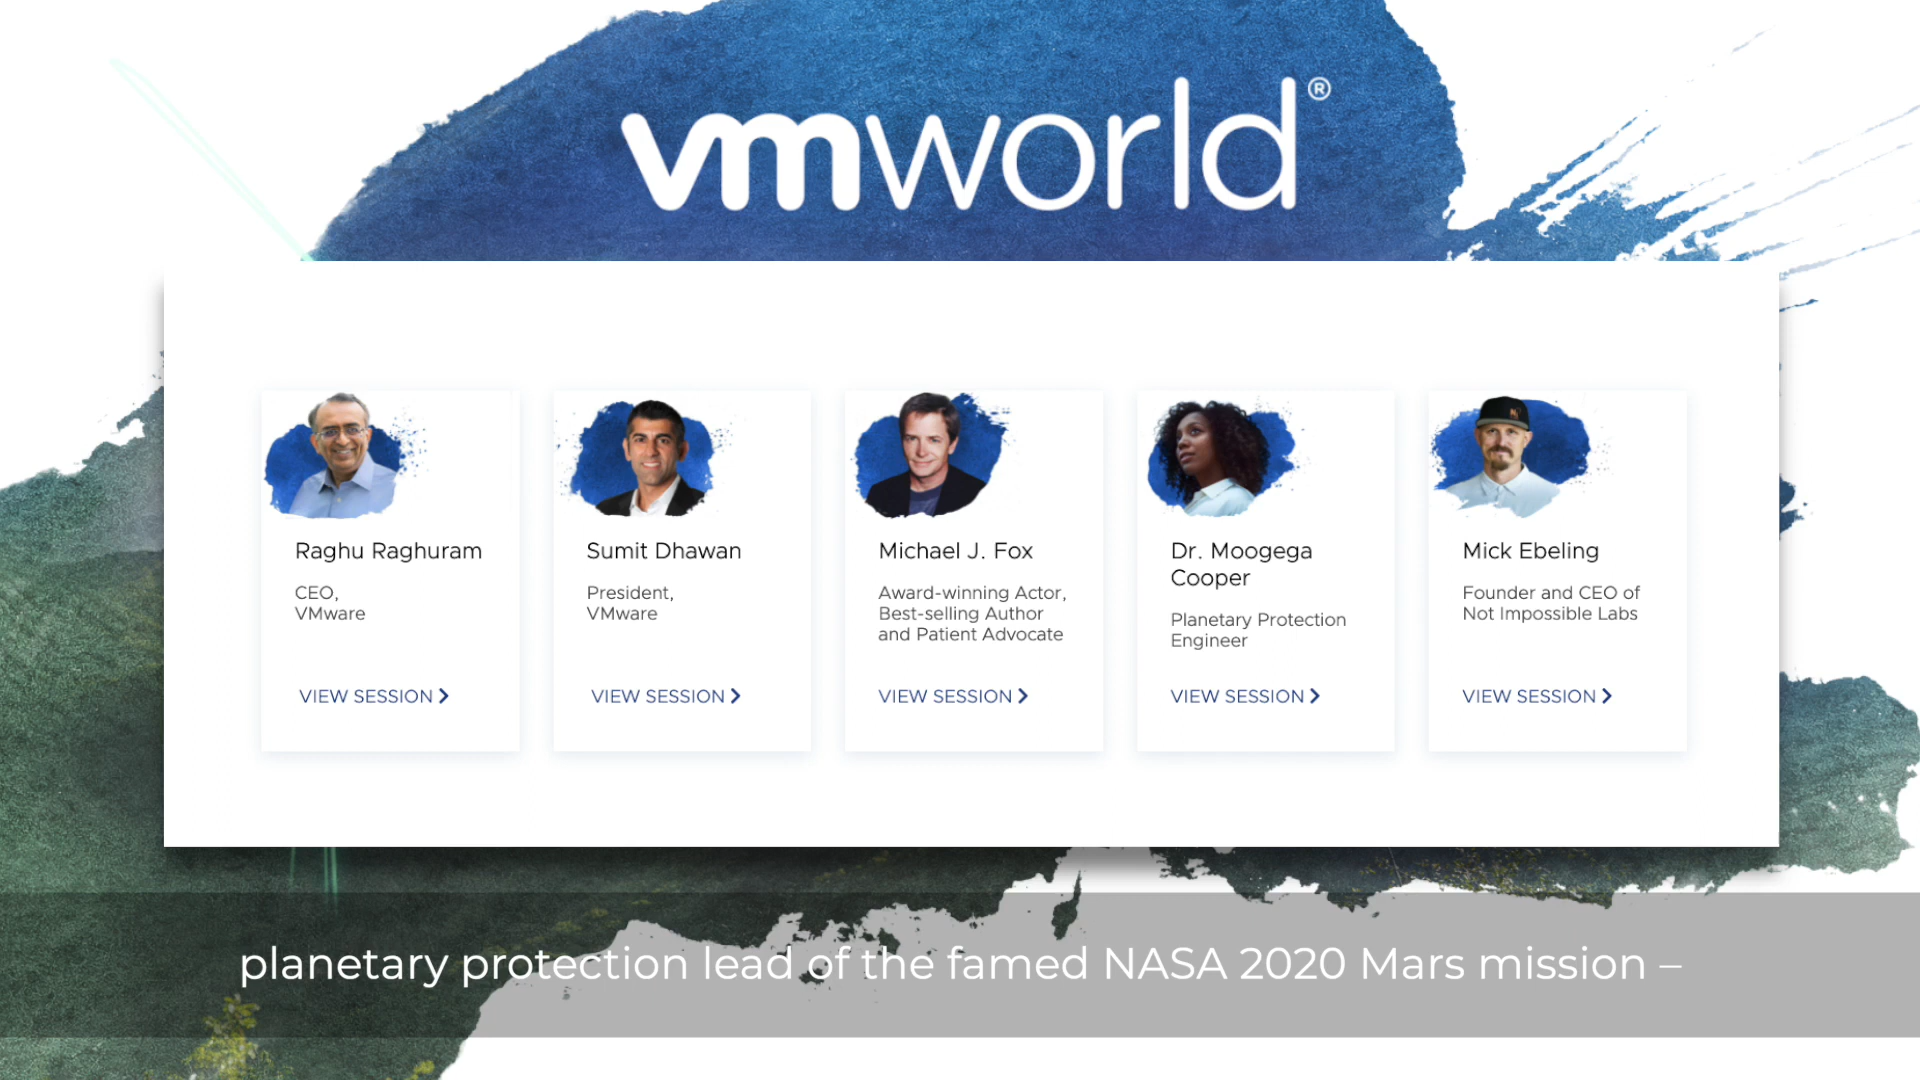 vmworld®
Raghu Raghuram
CEO,
VMware
VIEW SESSION
Sumit Dhawan
President,
VMware
VIEW SESSION
Michael J. Fox
Award-winning Actor,
Best-selling Author
and Patient Advocate
VIEW SESSION
Dr. Moogega
Cooper
Planetary Protection
Engineer
VIEW SESSION
Mick Ebeling
Founder and CEO of
Not Impossible Labs
VIEW SESSION
planetary protection lead of the famed NASA 2020 Mars mission –